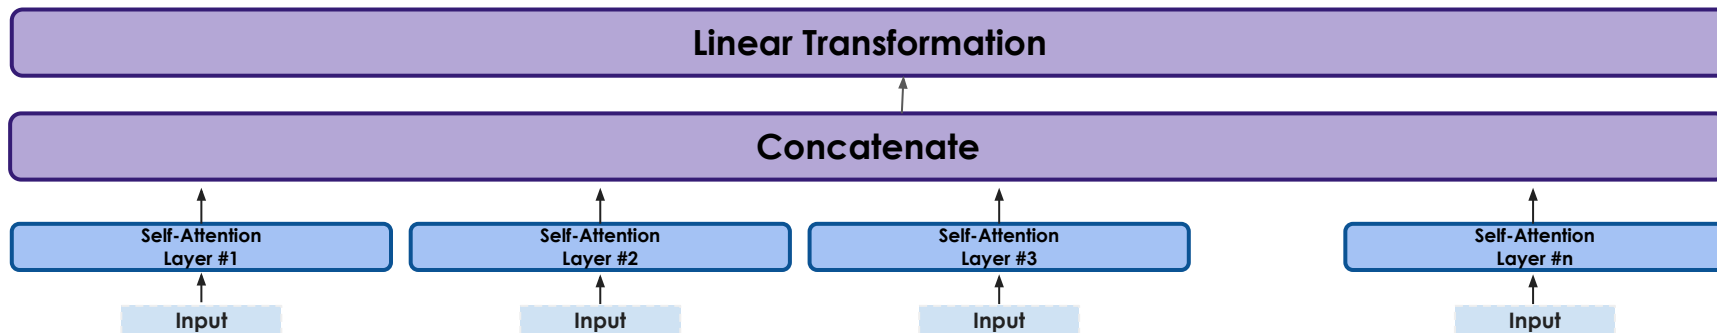 Linear Transformation
Concatenate
Self-Attention
Layer #1
Self-Attention
Layer #2
Self-Attention
Layer #3
Self-Attention
Layer #n
Input
Input
Input
Input